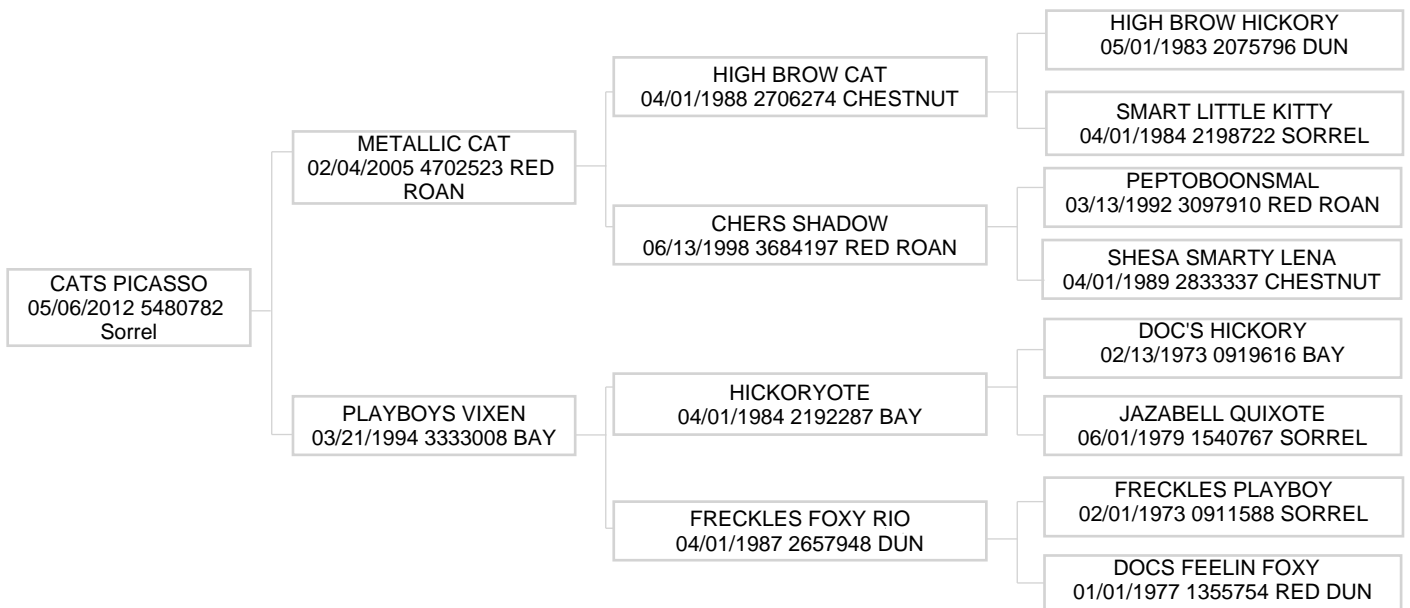 CATS PICASSO
05/06/2012 5480782
Sorrel
METALLIC CAT
02/04/2005 4702523 RED
ROAN
PLAYBOYS VIXEN
03/21/1994 3333008 BAY
HIGH BROW CAT
04/01/1988 2706274 CHESTNUT
CHERS SHADOW
06/13/1998 3684197 RED ROAN
HICKORYOTE
04/01/1984 2192287 BAY
FRECKLES FOXY RIO
04/01/1987 2657948 DUN
HIGH BROW HICKORY
05/01/1983 2075796 DUN
SMART LITTLE KITTY
04/01/1984 2198722 SORREL
PEPTOBOONSMAL
03/13/1992 3097910 RED ROAN
SHESA SMARTY LENA
04/01/1989 2833337 CHESTNUT
DOC'S HICKORY
02/13/1973 0919616 BAY
JAZABELL QUIXOTE
06/01/1979 1540767 SORREL
FRECKLES PLAYBOY
02/01/1973 0911588 SORREL
DOCS FEELIN FOXY
01/01/1977 1355754 RED DUN